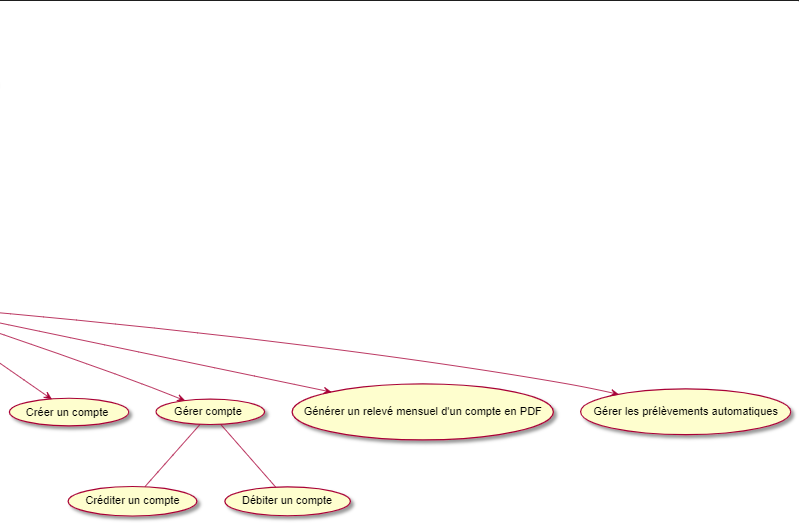 Créer un compte
Gérer compte
Générer un relevé mensuel d'un compte en PDF
Gérer les prélèvements automatiques
Créditer un compte
Débiter un compte